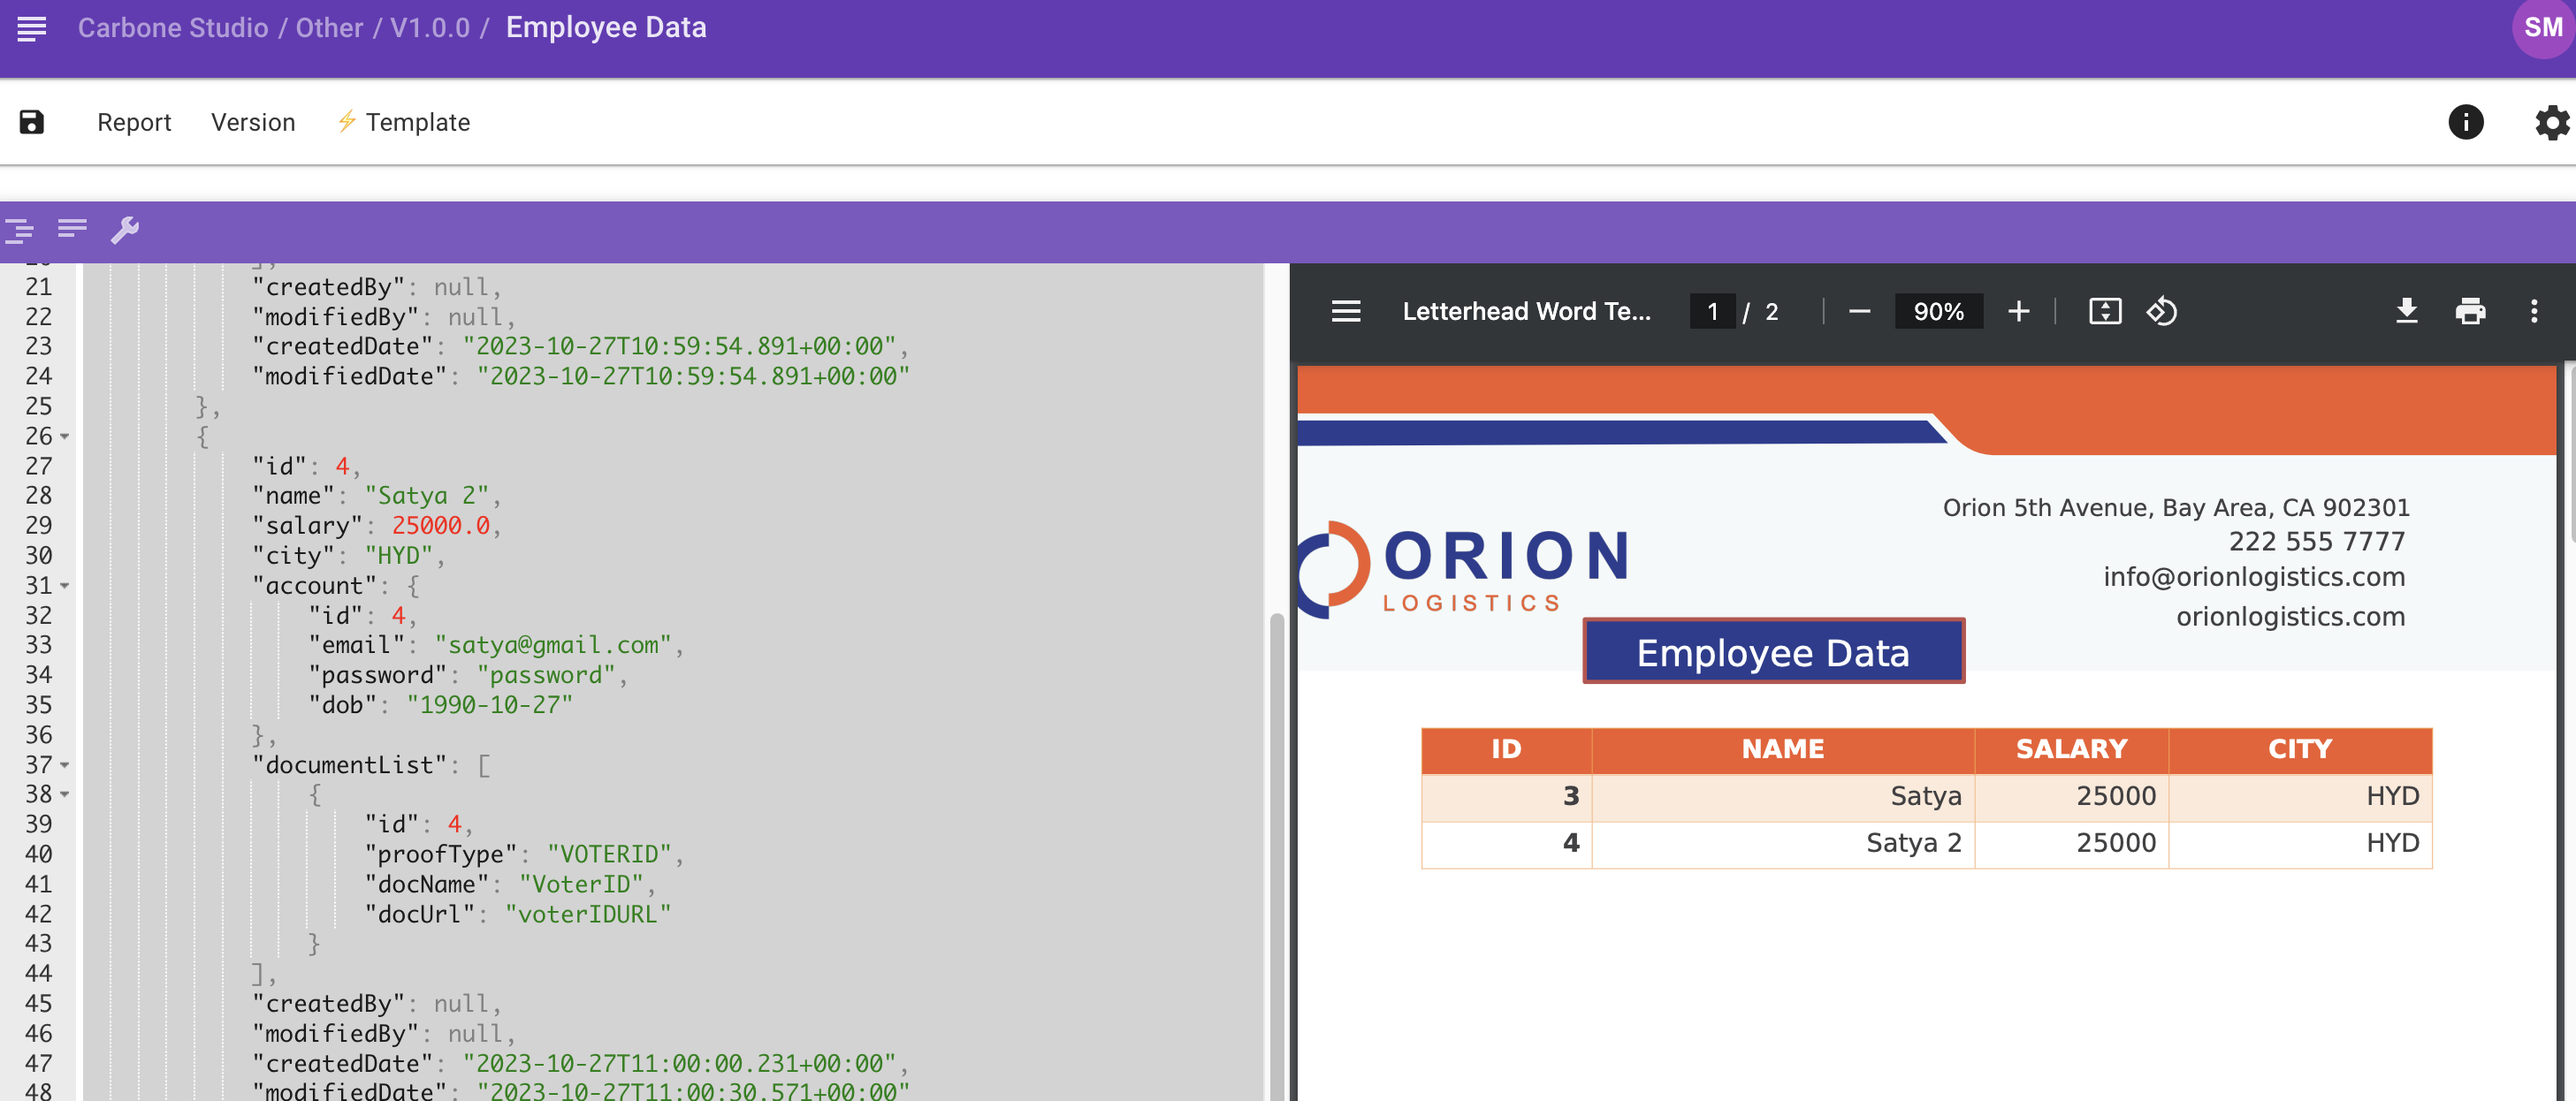 Carbone Studio / Other / V1.0.0 / Employee Data
SM
Report Version Template
21 "createdBy": null,
22 "modifiedBy": null,
23 "createdDate": "2023-10-27T10:59:54.891+00:00",
24 "modifiedDate": "2023-10-27T10:59:54.891+00:00"
25 },
26 {
27 "id": 4,
28 "name": "Satya 2",
29 "salary": 25000.0,
30 "city": "HYD",
31 "account": {
32 "id": 4,
33 "email": "satya@gmail.com",
34 "password": "password",
35 "dob": "1990-10-27"
36 },
37 "documentList": [
38 {
39 "id": 4,
40 "proofType": "VOTERID",
41 "docName": "VoterID",
42 "docUrl": "voterIDURL"
43 }
44 ],
45 "createdBy": null,
46 "modifiedBy": null,
47 "createdDate": "2023-10-27T11:00:00.231+00:00",
48 "modifiedDate": "2023-10-27T11:00:30.571+00:00"
Letterhead Word Te... 1 / 2 90%
Orion 5th Avenue, Bay Area, CA 902301
222 555 7777
info@orionlogistics.com
orionlogistics.com
ORION
LOGISTICS
Employee Data
ID NAME SALARY CITY
3 Satya 25000 HYD
4 Satya 2 25000 HYD